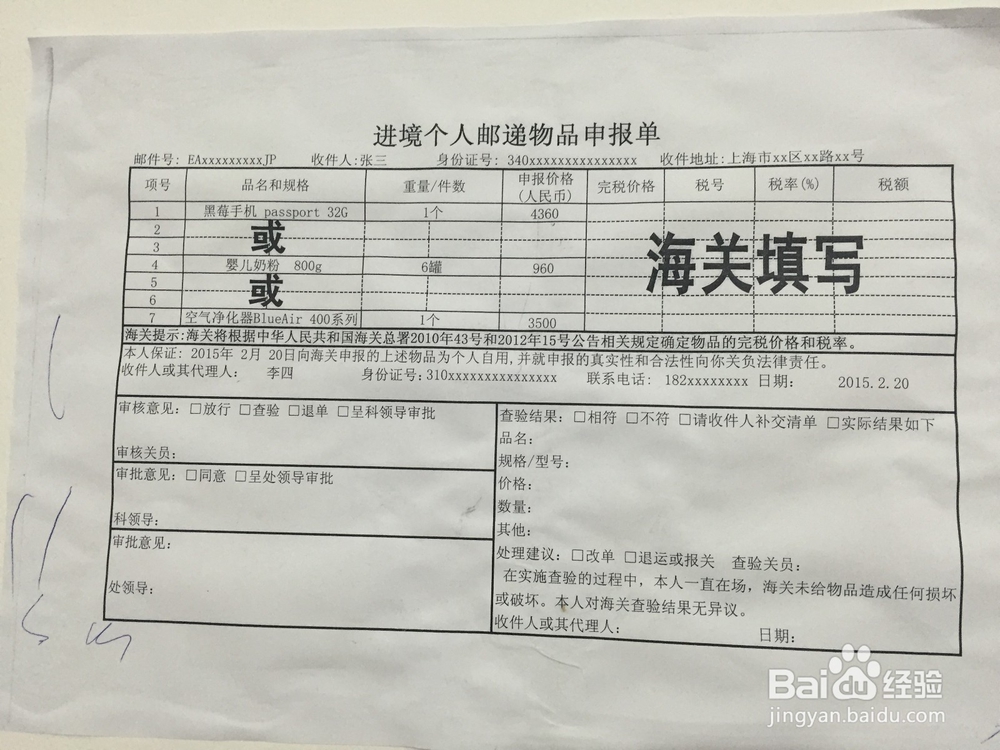 进境个人邮递物品申报单
邮件号: EAxxxxxxxxxJP 收件人:张三 身份证号: 340xxxxxxxxxxxxxxx 收件地址:上海市xx区xx路xx号
项号 品名和规格 重量/件数 申报价格(人民币) 完税价格 税号 税率(%) 税额
1 黑莓手机 passport 32G 1个 4360
2
或
3
4 婴儿奶粉 800g 6罐 960
海关填写
5
或
6
7 空气净化器BlueAir 400系列 1个 3500
海关提示:海关将根据中华人民共和国海关总署2010年43号和2012年15号公告相关规定确定物品的完税价格和税率。
本人保证: 2015年 2月 20日向海关申报的上述物品为个人自用,并就申报的真实性和合法性向你关负法律责任。
收件人或其代理人: 李四 身份证号:310xxxxxxxxxxxxxxx 联系电话: 182xxxxxxxx 日期: 2015.2.20
审核意见: □放行 □查验 □退单 □呈科领导审批
审核关员:
审批意见: □同意 □呈处领导审批
科领导:
审批意见:
处领导:
查验结果: □相符 □不符 □请收件人补交清单 □实际结果如下
品名:
规格/型号:
价格:
数量:
其他:
处理建议: □改单 □退运或报关 查验关员:
在实施查验的过程中，本人一直在场，海关未给物品造成任何损坏
或破坏。本人对海关查验结果无异议。
收件人或其代理人: 日期:
Baidu经验
jingyan.baidu.com